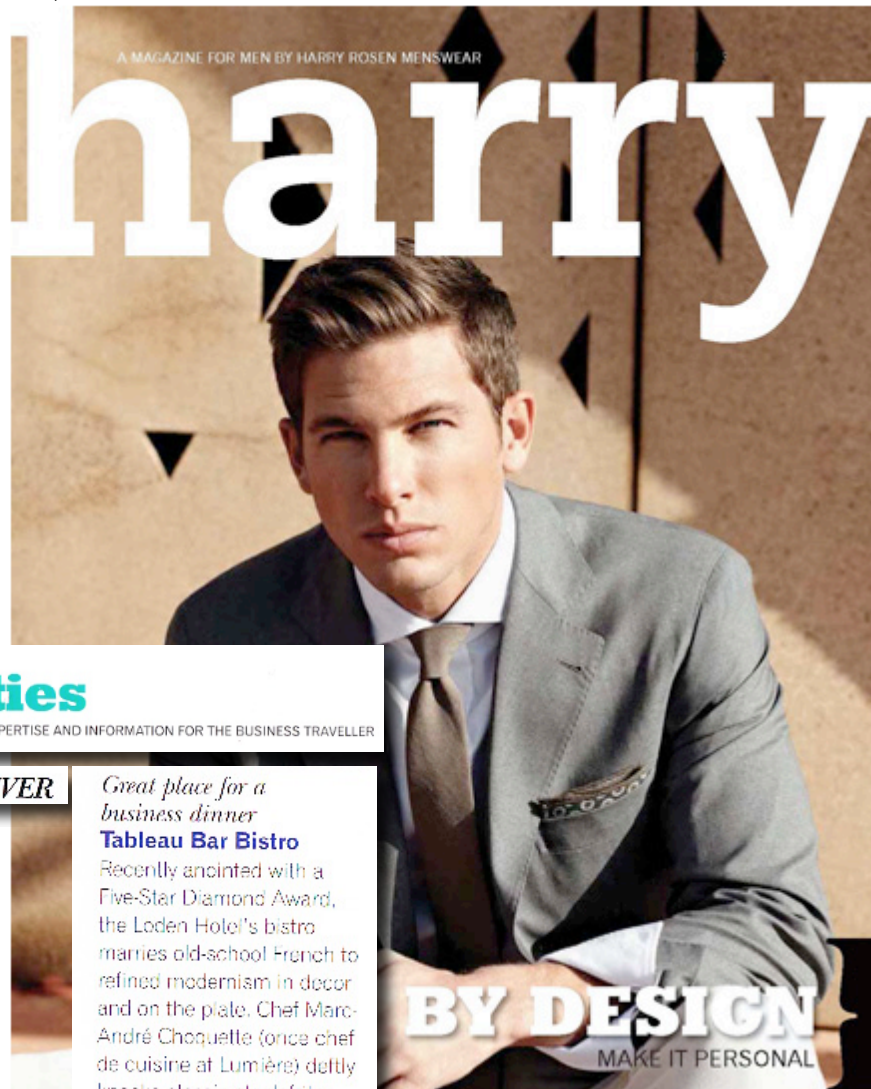 A MAGAZINE FOR MEN BY HARRY ROSEN MENSWEAR
harry
ties
PERTISE AND INFORMATION FOR THE BUSINESS TRAVELLER
VER
Great place for a
business dinner
Tableau Bar Bistro
Recently anointed with a
Five-Star Diamond Award,
the Loden Hotel's bistro
marries old-school French to
refined modernism in decor
and on the plate. Chef Marc-
André Choquette (once chef
de cuisine at Lumière) deftly
BY DESIGN
MAKE IT PERSONAL